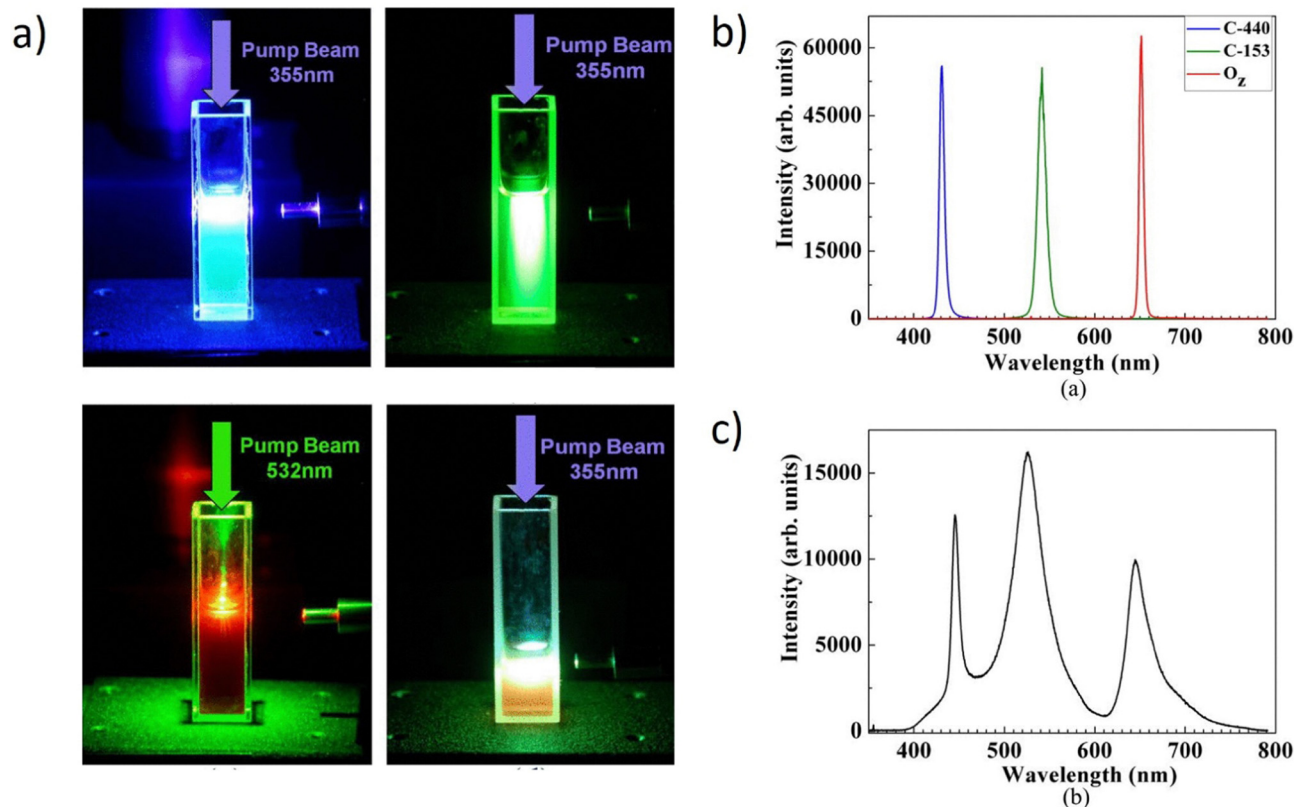 a)
Pump Beam
355nm
Pump Beam
355nm
Pump Beam
532nm
Pump Beam
355nm
b)
C-440
C-153
Oz
60000
45000
30000
15000
0
Intensity (arb. units)
400 500 600 700 800
Wavelength (nm)
(a)
c)
15000
10000
5000
0
Intensity (arb. units)
400 500 600 700 800
Wavelength (nm)
(b)